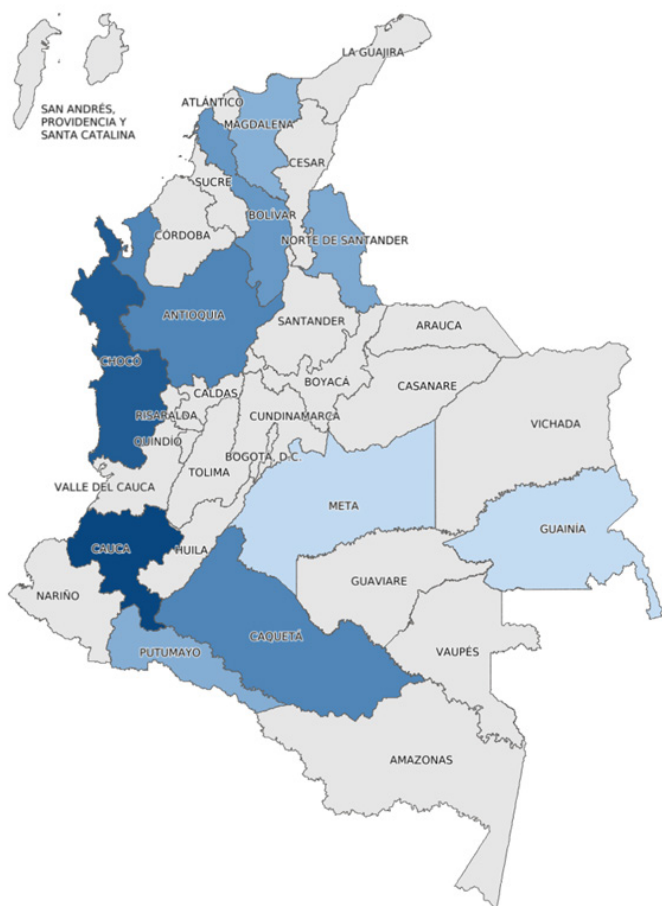 LA GUAJIRA
SAN ANDRÉS,
PROVIDENCIA Y
SANTA CATALINA
ATLÁNTICO
MAGDALENA
CESAR
SUCRE
BOLÍVAR
CÓRDOBA
NORTE DE SANTANDER
ANTIOQUIA
SANTANDER
ARAUCA
CHOCÓ
BOYACÁ
CASANARE
CALDAS
RISARALDA
CUNDINAMARCA
VICHADA
QUINDÍO
BOGOTÁ, D.C.
TOLIMA
VALLE DEL CAUCA
META
GUAINÍA
CAUCA
HUILA
GUAVIARE
NARIÑO
CAQUETÁ
PUTUMAYO
VAUPÉS
AMAZONAS